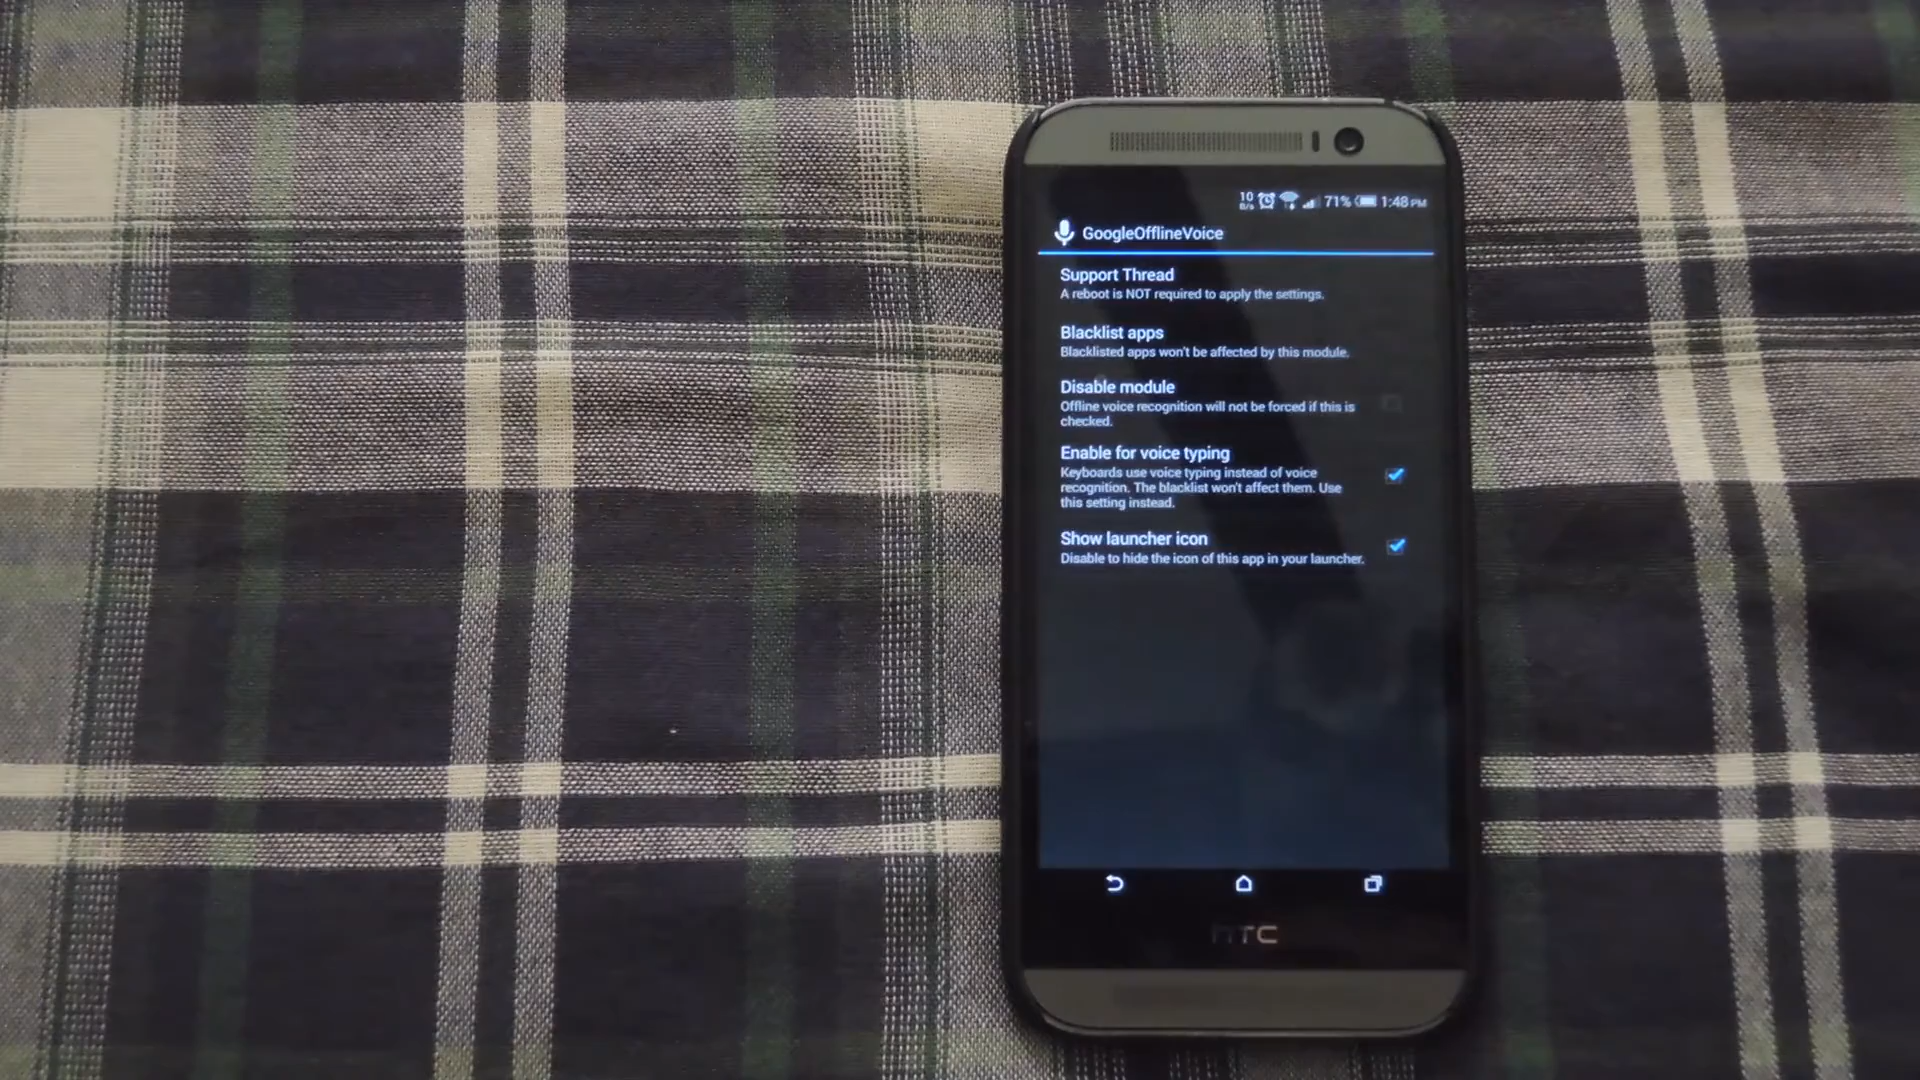 10
B/s
71% 1:48 PM
GoogleOfflineVoice
Support Thread
A reboot is NOT required to apply the settings.
Blacklist apps
Blacklisted apps won't be affected by this module.
Disable module
Offline voice recognition will not be forced if this is
checked.
Enable for voice typing
Keyboards use voice typing instead of voice
recognition. The blacklist won't affect them. Use
this setting instead.
Show launcher icon
Disable to hide the icon of this app in your launcher.
hTC